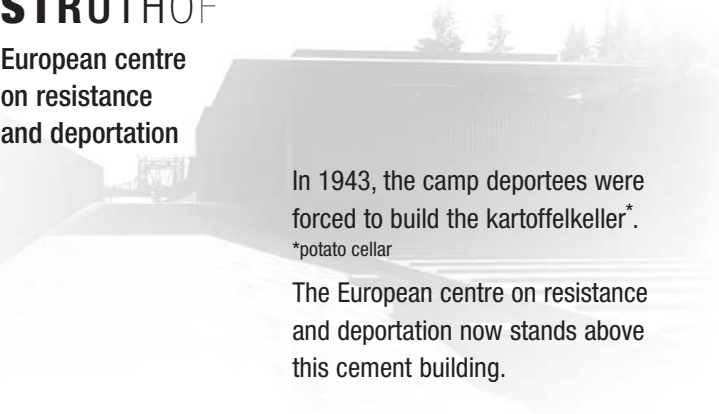 STRUTHOF
European centre
on resistance
and deportation
In 1943, the camp deportees were
forced to build the kartoffelkeller*.
*potato cellar
The European centre on resistance
and deportation now stands above
this cement building.